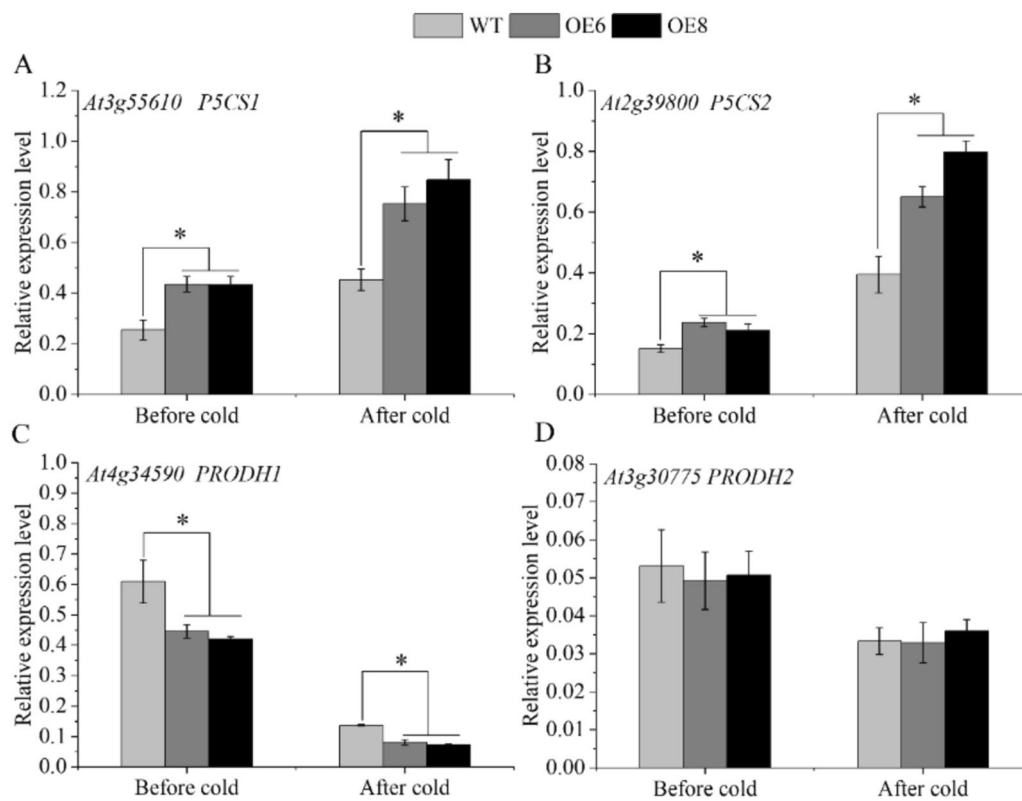 WT OE6 OE8
A
At3g55610 P5CS1
Relative expression level
1.2
1.0
0.8
0.6
0.4
0.2
0.0
*
*
Before cold After cold
B
At2g39800 P5CS2
Relative expression level
1.0
0.8
0.6
0.4
0.2
0.0
*
*
Before cold After cold
C
At4g34590 PRODH1
Relative expression level
1.0
0.9
0.8
0.7
0.6
0.5
0.4
0.3
0.2
0.1
0.0
*
*
Before cold After cold
D
At3g30775 PRODH2
Relative expression level
0.08
0.07
0.06
0.05
0.04
0.03
0.02
0.01
0.00
Before cold After cold